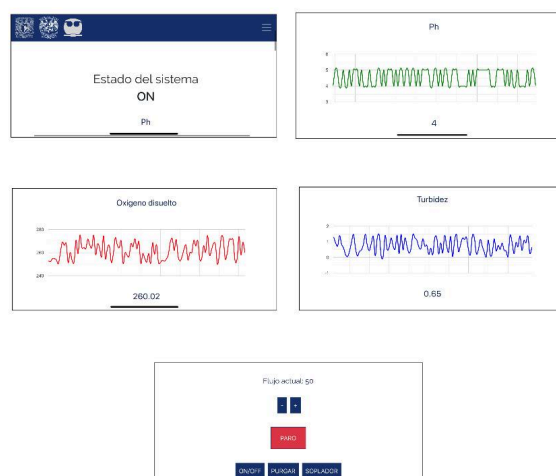 Estado del sistema
ON
Ph
Ph
4
Oxigeno disuelto
260.02
Turbidez
0.65
Flujo actual: 50
- +
PARO
ON/OFF PURGAR SOPLADOR